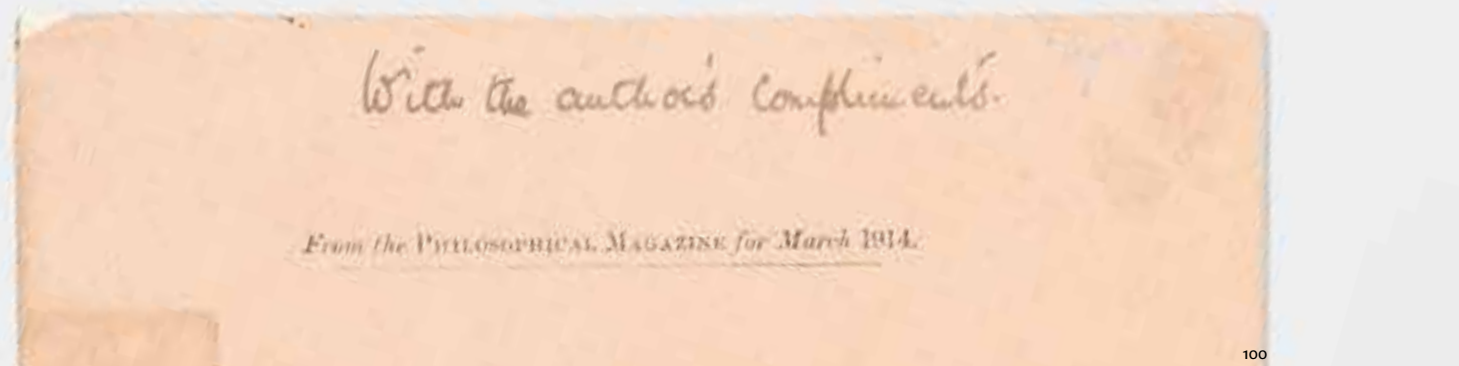 With the author's compliments.
From the PHILOSOPHICAL MAGAZINE for March 1914.
100